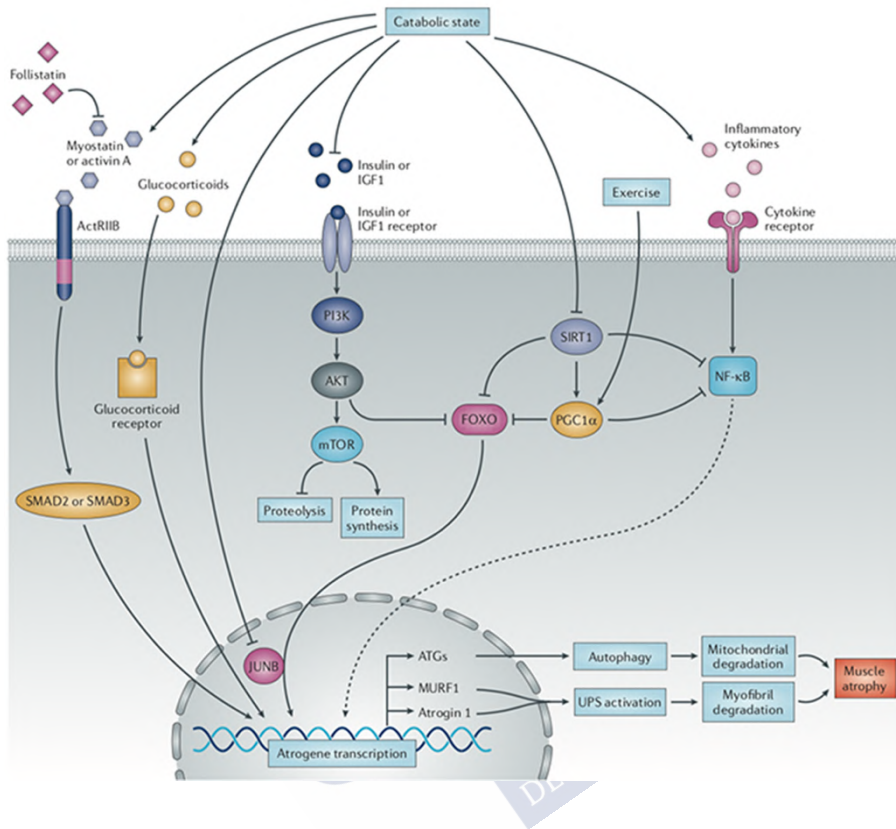 Catabolic state
Follistatin
Myostatin
or activin A
Glucocorticoids
Insulin or
IGF1
Inflammatory
cytokines
Exercise
ActRIIB
Insulin or
IGF1 receptor
Cytokine
receptor
PI3K
SIRT1
AKT
NF-κB
Glucocorticoid
receptor
FOXO
PGC1α
mTOR
SMAD2 or SMAD3
Proteolysis
Protein
synthesis
JUNB
ATGs
Autophagy
Mitochondrial
degradation
Muscle
atrophy
MURF1
Atrogin 1
UPS activation
Myofibril
degradation
Atrogene transcription